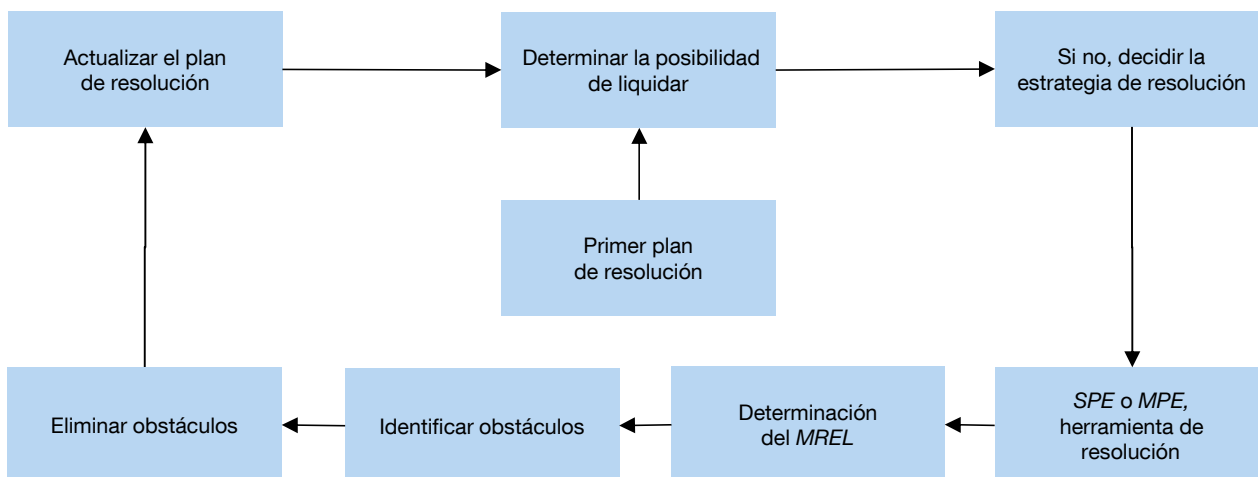 Actualizar el plan
de resolución
Determinar la posibilidad
de liquidar
Si no, decidir la
estrategia de resolución
Primer plan
de resolución
Eliminar obstáculos
Identificar obstáculos
Determinación
del MREL
SPE o MPE,
herramienta de
resolución